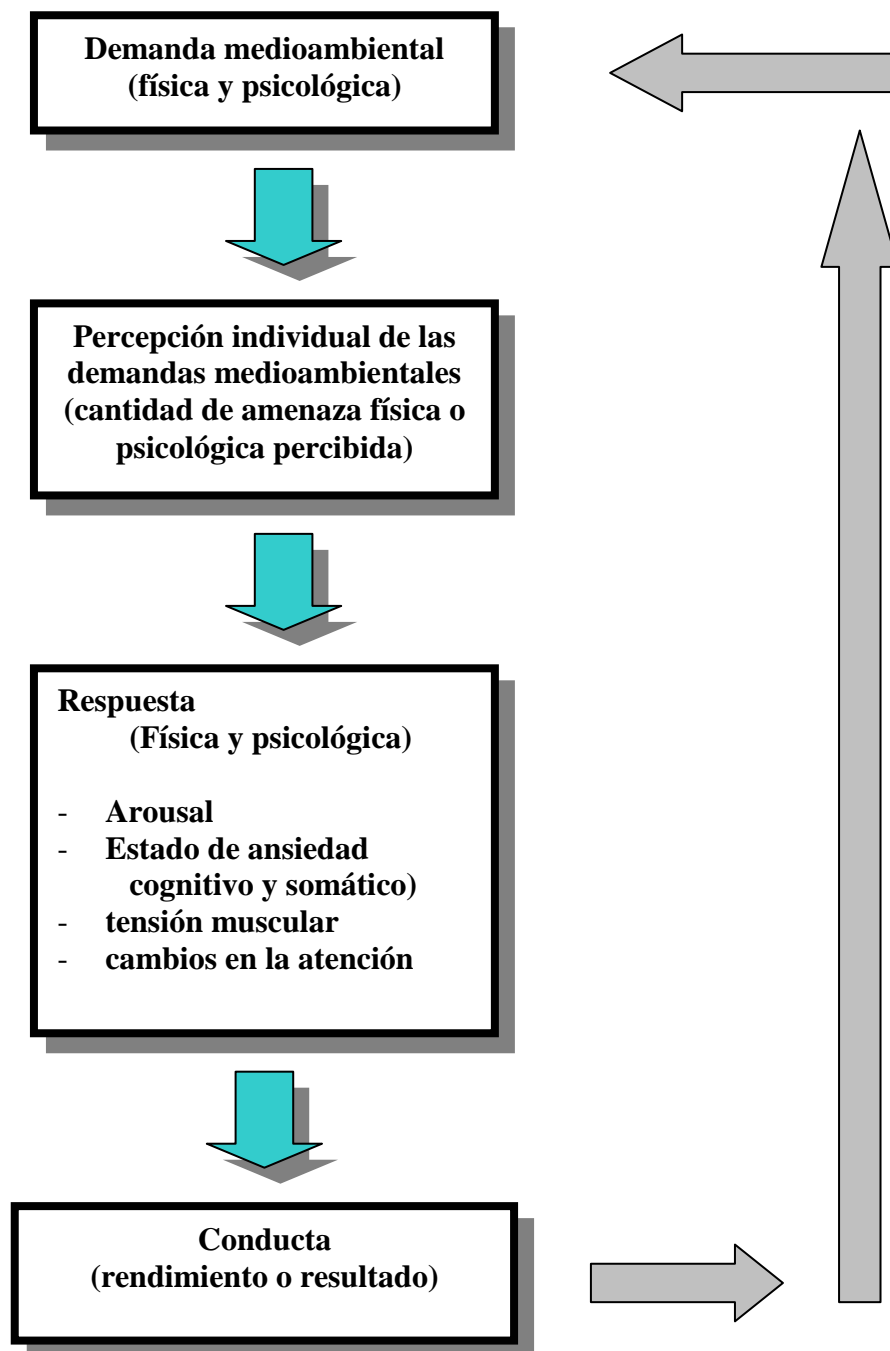 Demanda medioambiental
(física y psicológica)
Percepción individual de las
demandas medioambientales
(cantidad de amenaza física o
psicológica percibida)
Respuesta
(Física y psicológica)
- Arousal
- Estado de ansiedad
cognitivo y somático)
- tensión muscular
- cambios en la atención
Conducta
(rendimiento o resultado)